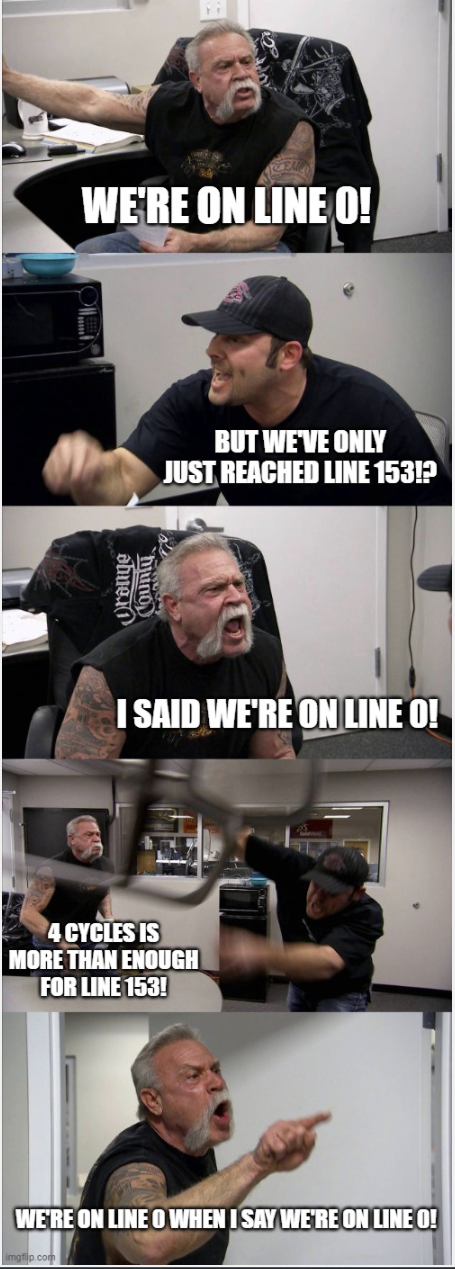 WE'RE ON LINE 0!
BUT WE'VE ONLY
JUST REACHED LINE 153!?
Orange
County
I SAID WE'RE ON LINE 0!
4 CYCLES IS
MORE THAN ENOUGH
FOR LINE 153!
WE'RE ON LINE 0 WHEN I SAY WE'RE ON LINE 0!
imgflip.com